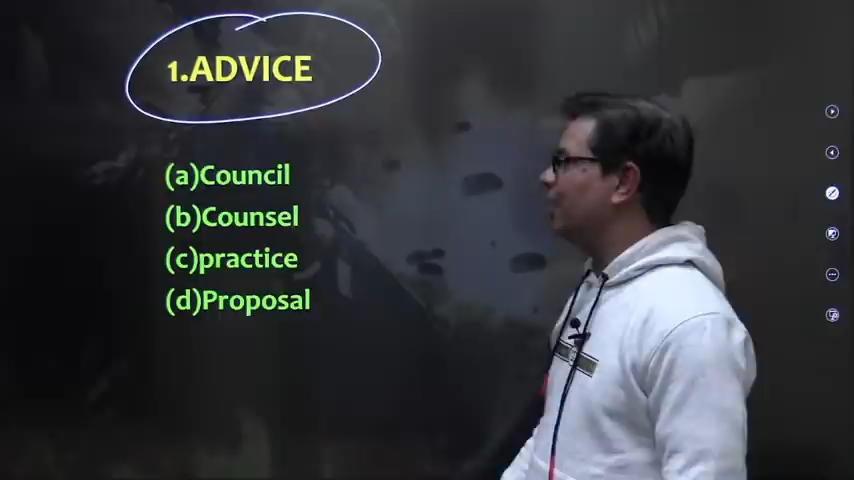 1.ADVICE
(a)Council
(b)Counsel
(c)practice
(d)Proposal